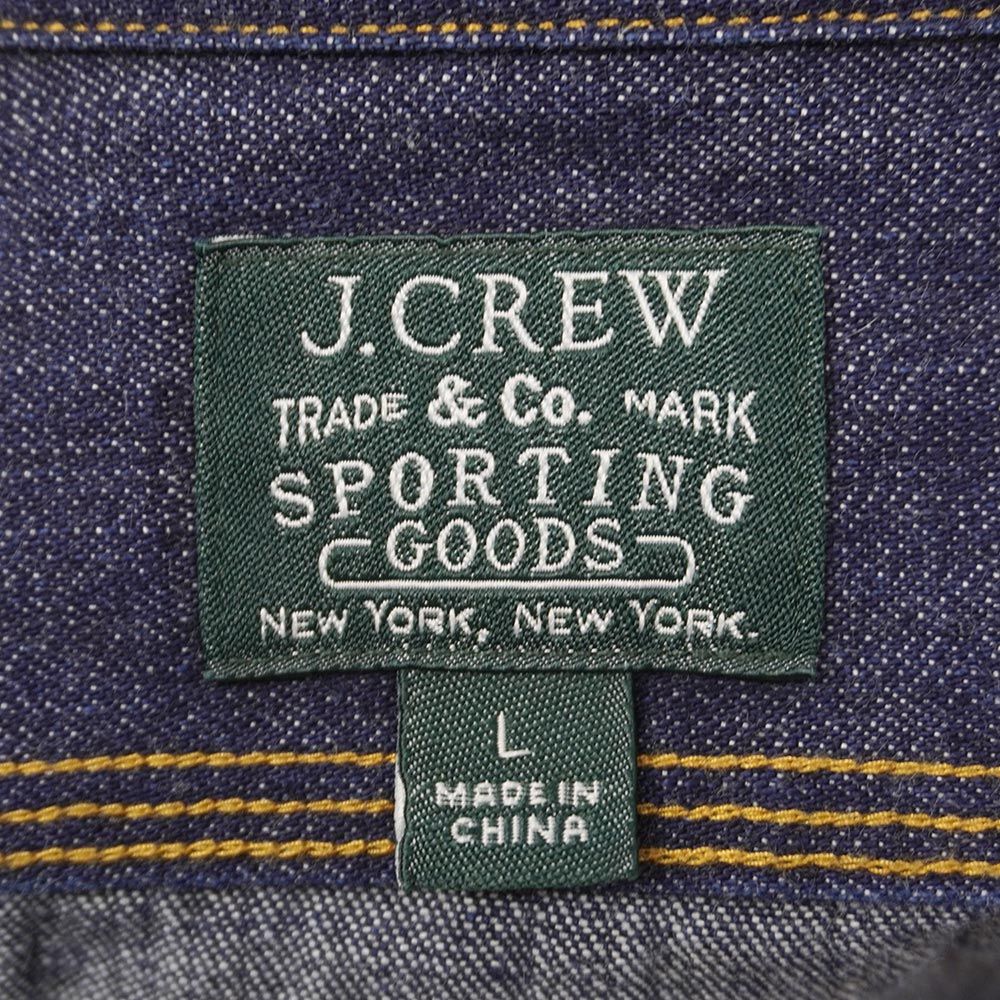 J.CREW
TRADE & Co. MARK
SPORTING
GOODS
NEW YORK, NEW YORK.
L
MADE IN
CHINA